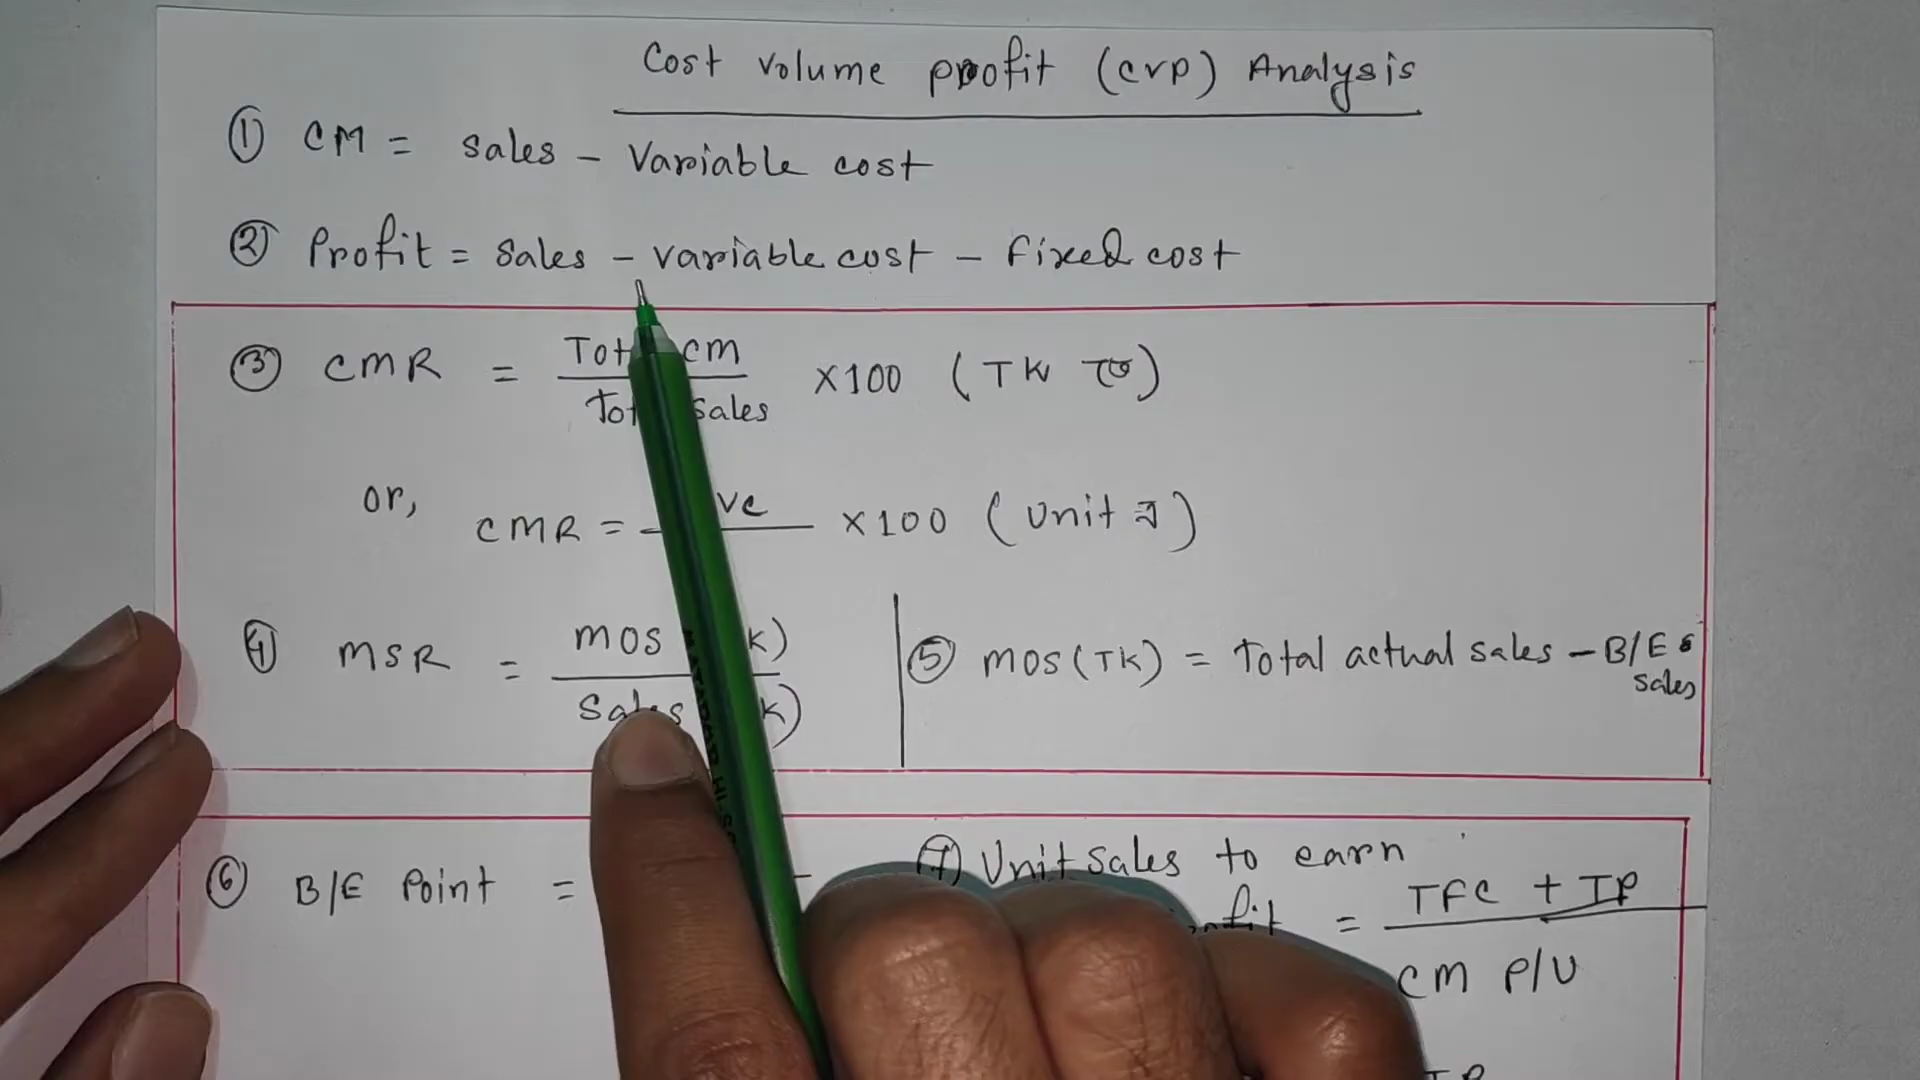 Cost volume profit (CVP) Analysis
① CM = Sales - Variable cost
② Profit = Sales - variable cost - fixed cost
③ CMR = CM / sales ×100 (TK তে)
or, CMR = ×100 (unit এ)
④ MSR = MOS / Sales
⑤ MOS(TK) = Total actual sales - B/E sales
⑥ B/E Point =
⑦ Unit sales to earn
= TFC + IP / CM P/U